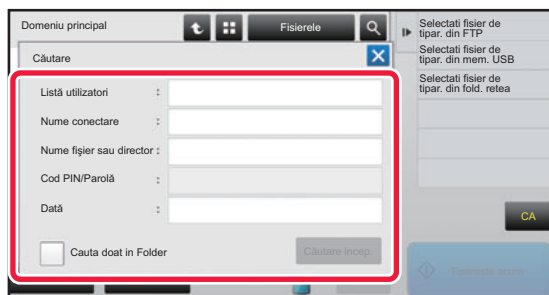 Domeniu principal
Fisierele
Căutare
Listă utilizatori :
Nume conectare :
Nume fişier sau director :
Cod PIN/Parolă :
Dată :
Cauta doat in Folder
Căutare incep.
Selectati fisier de
tipar. din FTP
Selectati fisier de
tipar. din mem. USB
Selectati fisier de
tipar. din fold. retea
CA